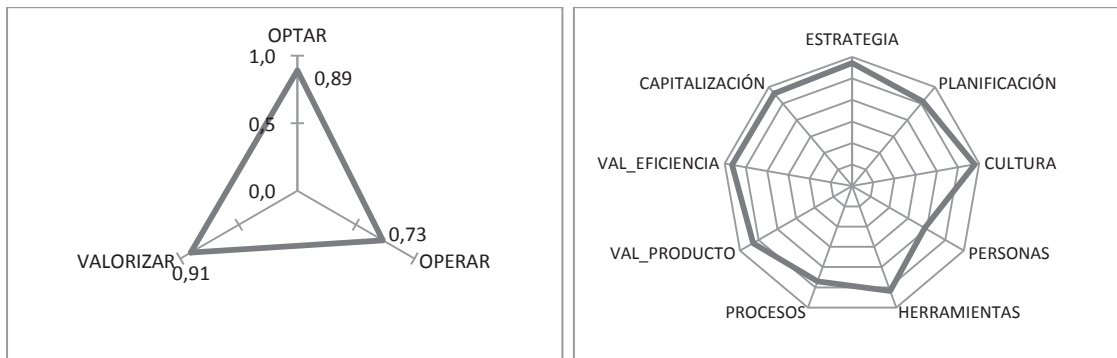 OPTAR
1,0
0,89
0,5
0,0
0,73
VALORIZAR
OPERAR
0,91
ESTRATEGIA
CAPITALIZACIÓN
PLANIFICACIÓN
VAL_EFICIENCIA
CULTURA
VAL_PRODUCTO
PERSONAS
PROCESOS
HERRAMIENTAS